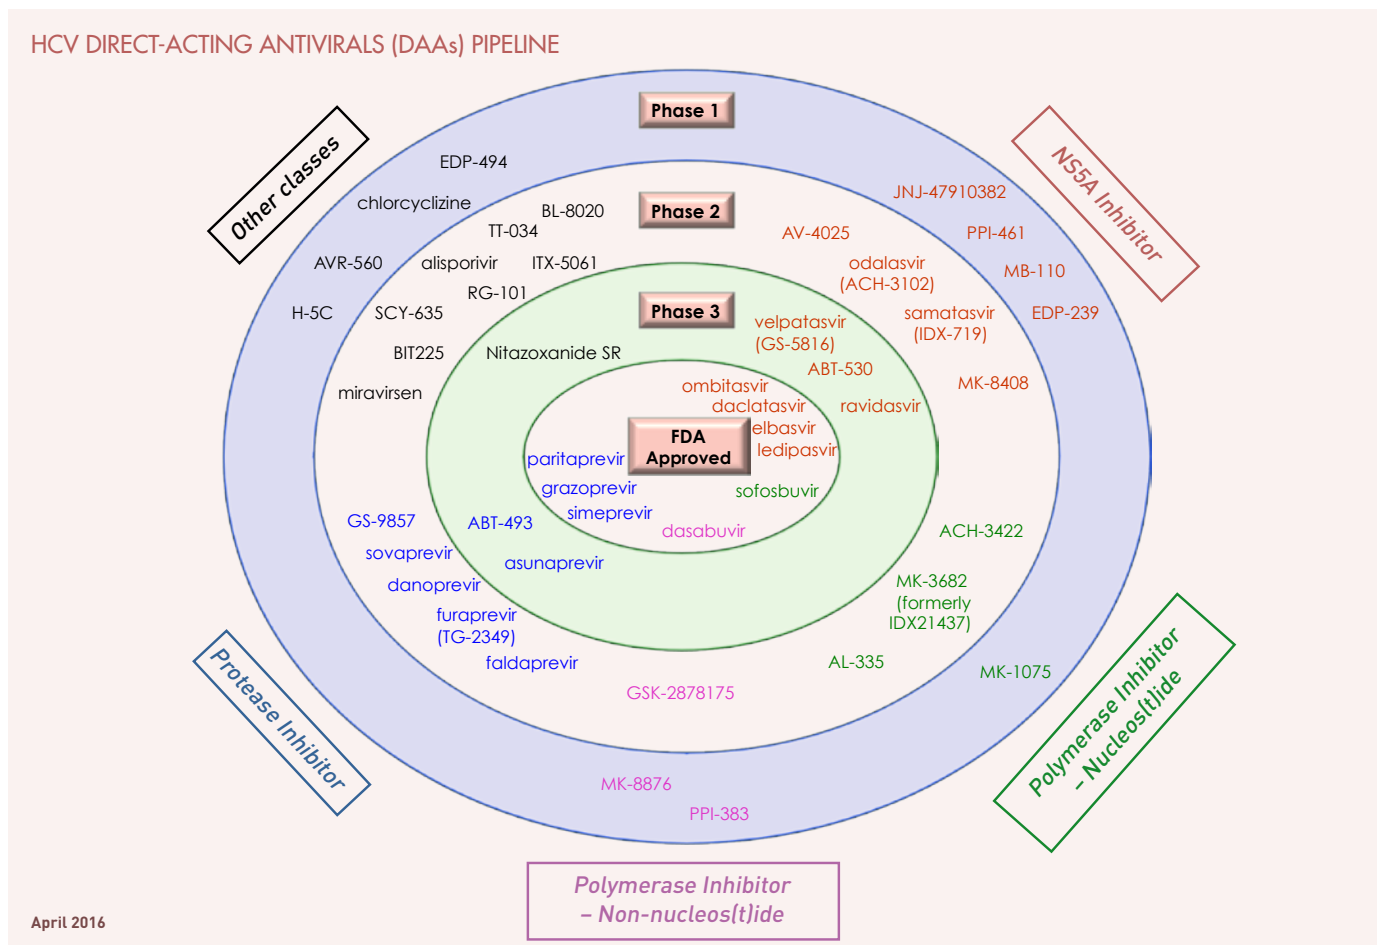 HCV DIRECT-ACTING ANTIVIRALS (DAAs) PIPELINE
Phase 1
Other classes
NS5A Inhibitor
EDP-494
chlorcyclizine
AVR-560
H-5C
JNJ-47910382
PPI-461
MB-110
EDP-239
Phase 2
BL-8020
TT-034
alisporivir
ITX-5061
RG-101
SCY-635
BIT225
miravirsen
AV-4025
odalasvir
(ACH-3102)
samatasvir
(IDX-719)
MK-8408
Phase 3
Nitazoxanide SR
velpatasvir
(GS-5816)
ABT-530
ravidasvir
ombitasvir
daclatasvir
elbasvir
ledipasvir
FDA
Approved
paritaprevir
grazoprevir
simeprevir
sofosbuvir
dasabuvir
GS-9857
sovaprevir
danoprevir
furaprevir
(TG-2349)
faldaprevir
ABT-493
asunaprevir
ACH-3422
MK-3682
(formerly
IDX21437)
AL-335
MK-1075
GSK-2878175
MK-8876
PPI-383
Protease Inhibitor
Polymerase Inhibitor
– Nucleos(t)ide
Polymerase Inhibitor
– Non-nucleos(t)ide
April 2016